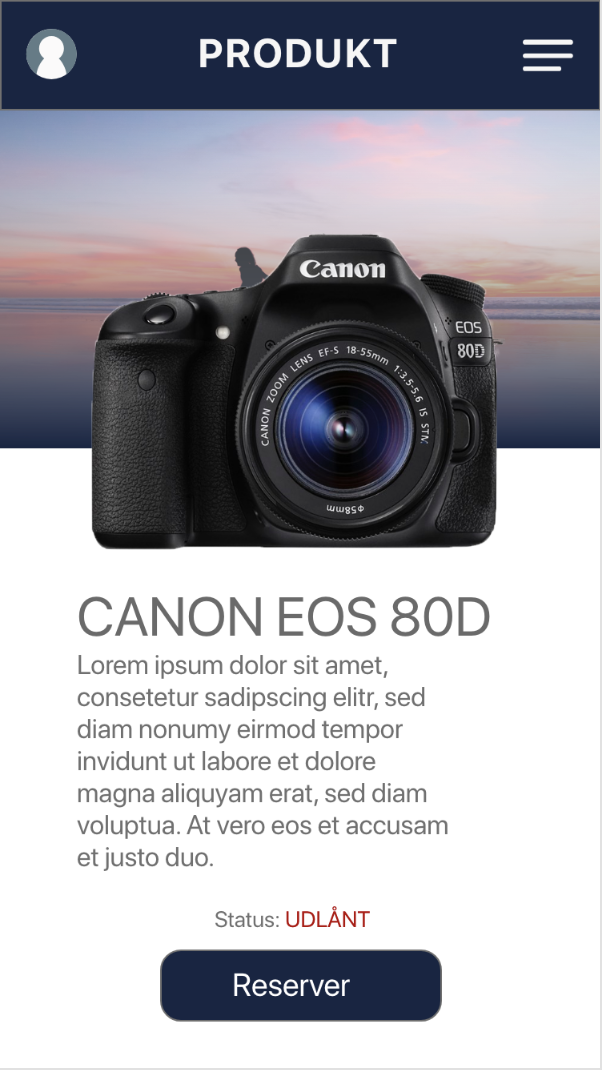 PRODUKT
Canon
EOS
80D
CANON ZOOM LENS EF-S 18-55mm 1:3.5-5.6 IS STM
φ58mm
CANON EOS 80D
Lorem ipsum dolor sit amet,
consetetur sadipscing elitr, sed
diam nonumy eirmod tempor
invidunt ut labore et dolore
magna aliquyam erat, sed diam
voluptua. At vero eos et accusam
et justo duo.
Status: UDLÅNT
Reserver